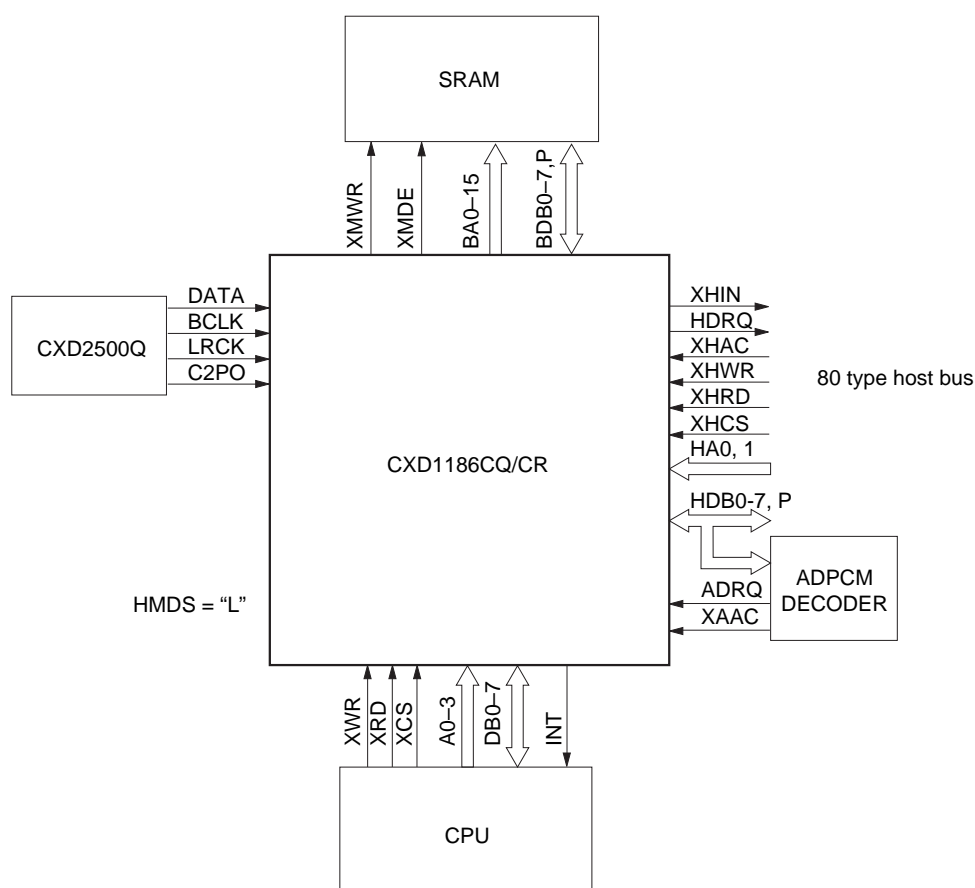 SRAM
XMWR
XMDE
BA0–15
BDB0–7,P
DATA
BCLK
LRCK
C2PO
CXD2500Q
XHIN
HDRQ
XHAC
XHWR
XHRD
XHCS
HA0, 1
80 type host bus
CXD1186CQ/CR
HDB0-7, P
ADRQ
XAAC
ADPCM
DECODER
HMDS = “L”
XWR
XRD
XCS
A0–3
DB0–7
INT
CPU